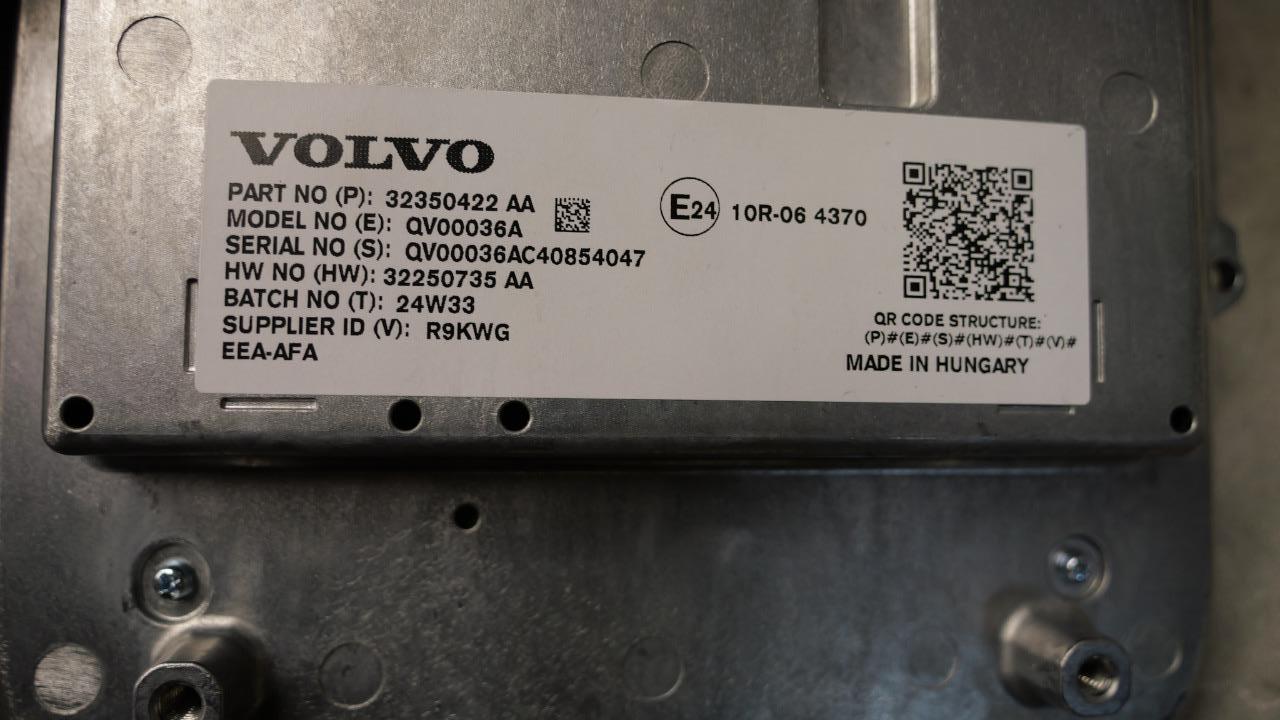 VOLVO
PART NO (P): 32350422 AA
MODEL NO (E): QV00036A
SERIAL NO (S): QV00036AC40854047
HW NO (HW): 32250735 AA
BATCH NO (T): 24W33
SUPPLIER ID (V): R9KWG
EEA-AFA
E24 10R-06 4370
QR CODE STRUCTURE:
(P)#(E)#(S)#(HW)#(T)#(V)#
MADE IN HUNGARY